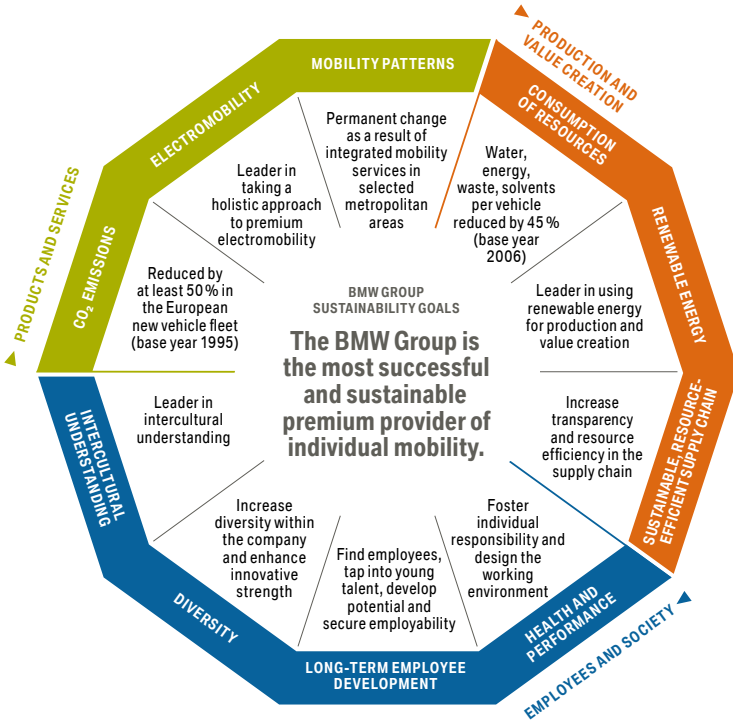 PRODUCTS AND SERVICES
CO₂ EMISSIONS
Reduced by
at least 50 % in
the European
new vehicle fleet
(base year 1995)
ELECTROMOBILITY
Leader in
taking a
holistic approach
to premium
electromobility
MOBILITY PATTERNS
Permanent change
as a result of
integrated mobility
services in
selected
metropolitan
areas
PRODUCTION AND
VALUE CREATION
CONSUMPTION
OF RESOURCES
Water,
energy,
waste, solvents
per vehicle
reduced by 45 %
(base year
2006)
RENEWABLE ENERGY
Leader in using
renewable energy
for production and
value creation
SUSTAINABLE, RESOURCE-
EFFICIENT SUPPLY CHAIN
Increase
transparency
and resource
efficiency in the
supply chain
EMPLOYEES AND SOCIETY
HEALTH AND
PERFORMANCE
Foster
individual
responsibility and
design the
working
environment
LONG-TERM EMPLOYEE
DEVELOPMENT
Find employees,
tap into young
talent, develop
potential and
secure employability
DIVERSITY
Increase
diversity within
the company
and enhance
innovative
strength
INTERCULTURAL
UNDERSTANDING
Leader in
intercultural
understanding
BMW GROUP
SUSTAINABILITY GOALS
The BMW Group is
the most successful
and sustainable
premium provider of
individual mobility.